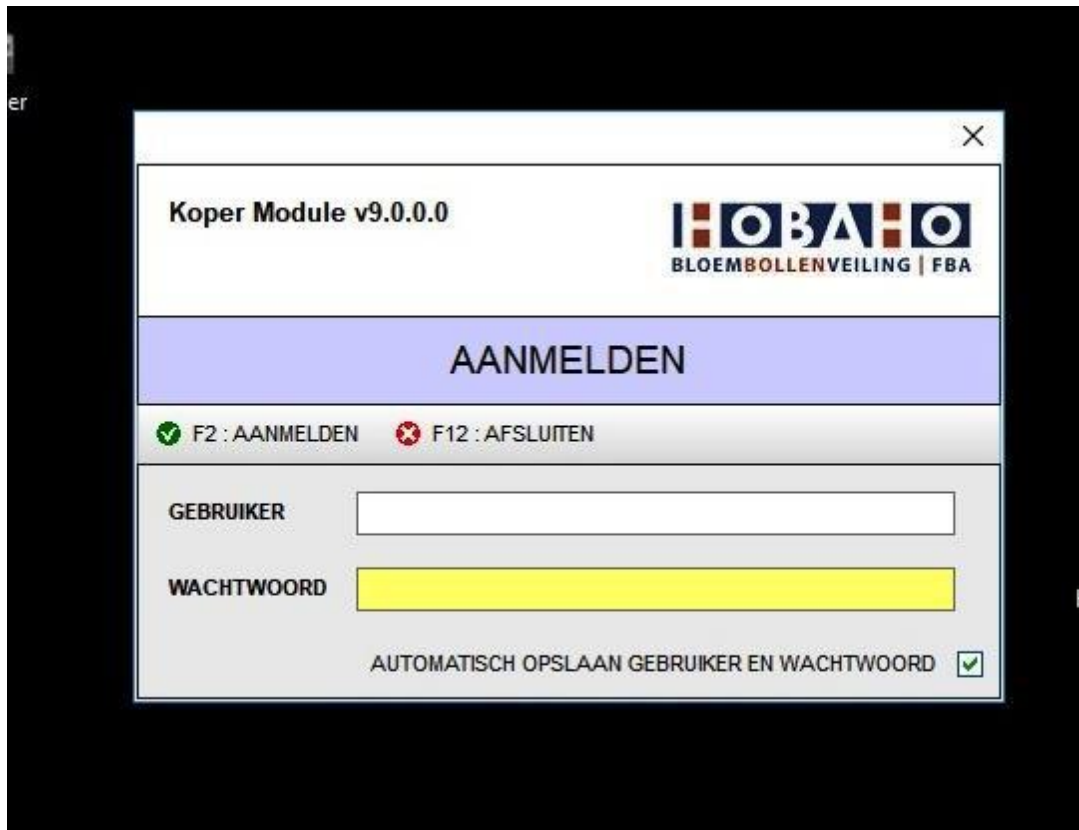 er
Koper Module v9.0.0.0
HOBAHO
BLOEMBOLLENVEILING | FBA
AANMELDEN
F2 : AANMELDEN F12 : AFSLUITEN
GEBRUIKER
WACHTWOORD
AUTOMATISCH OPSLAAN GEBRUIKER EN WACHTWOORD